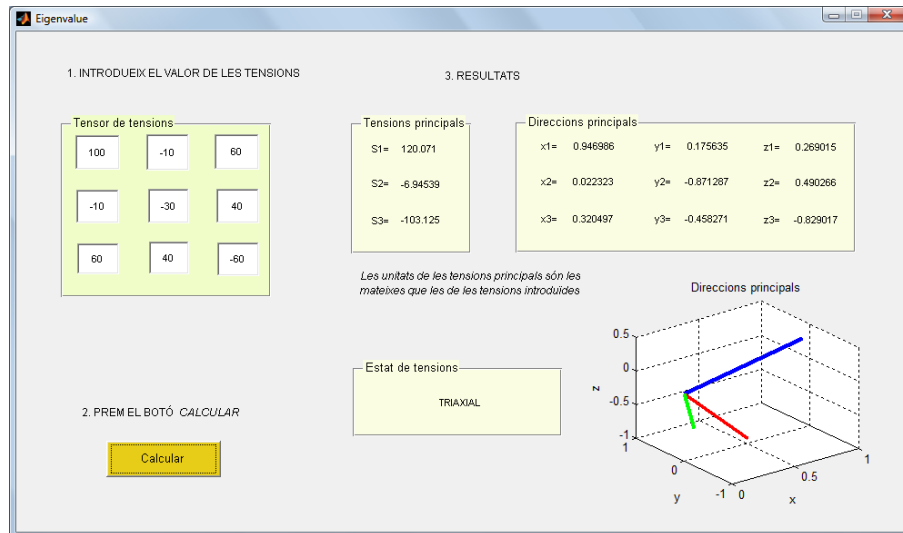 Eigenvalue
1. INTRODUEIX EL VALOR DE LES TENSIONS
3. RESULTATS
Tensor de tensions
100 -10 60
-10 -30 40
60 40 -60
Tensions principals
S1= 120.071
S2= -6.94539
S3= -103.125
Direccions principals
x1= 0.946986 y1= 0.175635 z1= 0.269015
x2= 0.022323 y2= -0.871287 z2= 0.490266
x3= 0.320497 y3= -0.458271 z3= -0.829017
Les unitats de les tensions principals són les
mateixes que les de les tensions introduïdes
Estat de tensions
TRIAXIAL
2. PREM EL BOTÓ CALCULAR
Calcular
Direccions principals
0.5
0
-0.5
-1
z
1
0
-1
y
0
0.5
1
x